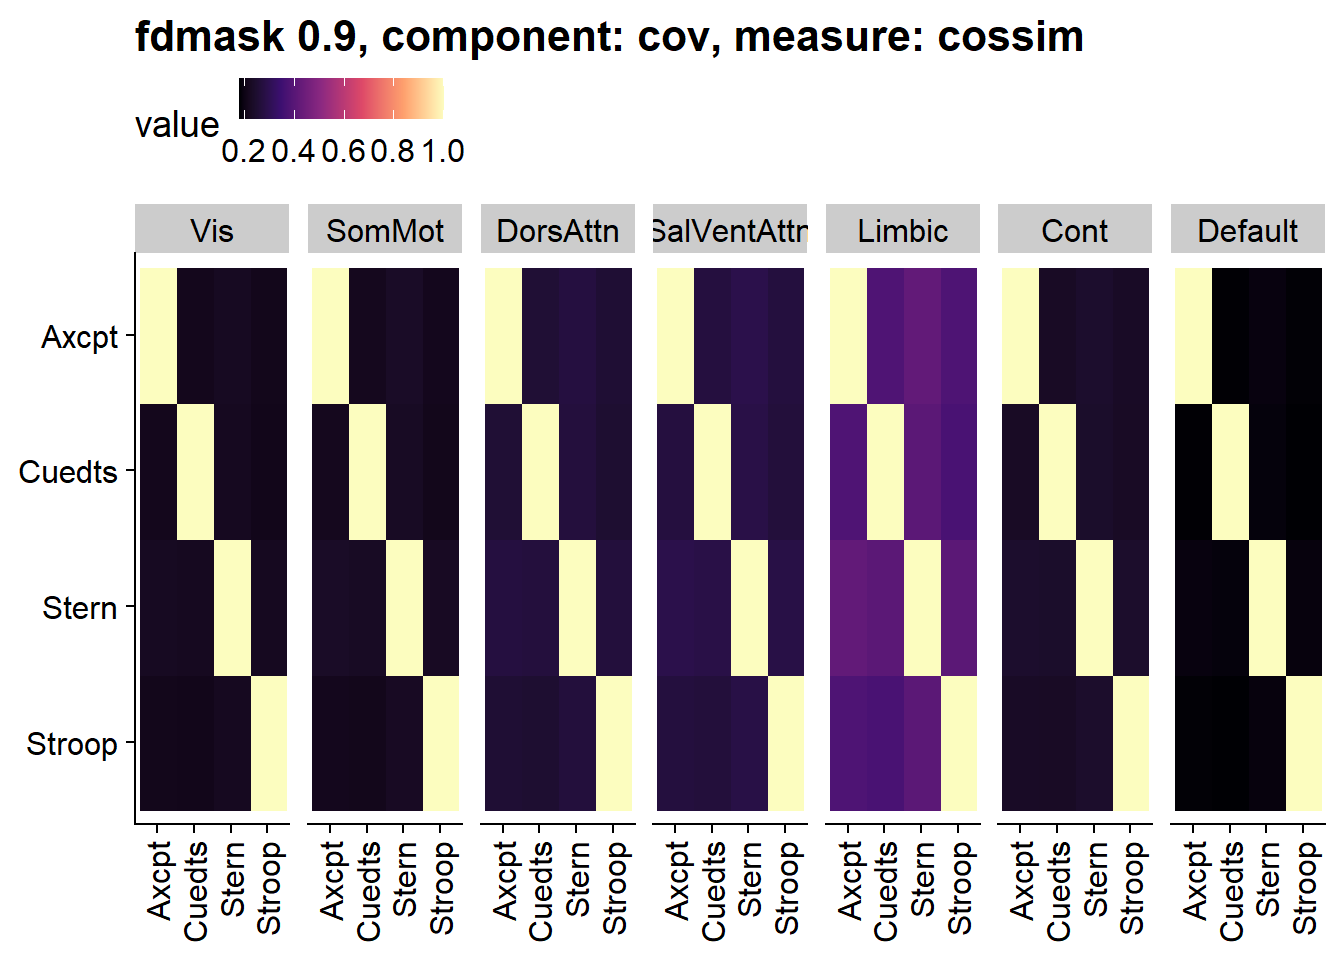 fdmask 0.9, component: cov, measure: cossim
value
0.2 0.4 0.6 0.8 1.0
Vis SomMot DorsAttn SalVentAttn Limbic Cont Default
Axcpt
Cuedts
Stern
Stroop
Axcpt Cuedts Stern Stroop Axcpt Cuedts Stern Stroop Axcpt Cuedts Stern Stroop Axcpt Cuedts Stern Stroop Axcpt Cuedts Stern Stroop Axcpt Cuedts Stern Stroop Axcpt Cuedts Stern Stroop